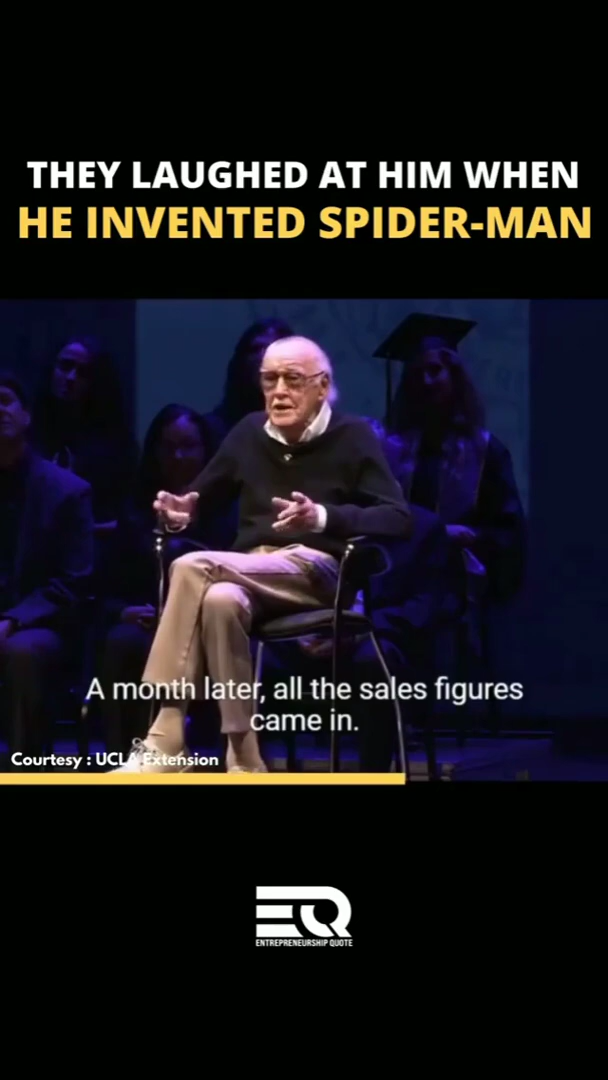 THEY LAUGHED AT HIM WHEN
HE INVENTED SPIDER-MAN
A month later, all the sales figures
came in.
Courtesy : UCLA Extension
EQ
ENTREPRENEURSHIP QUOTE